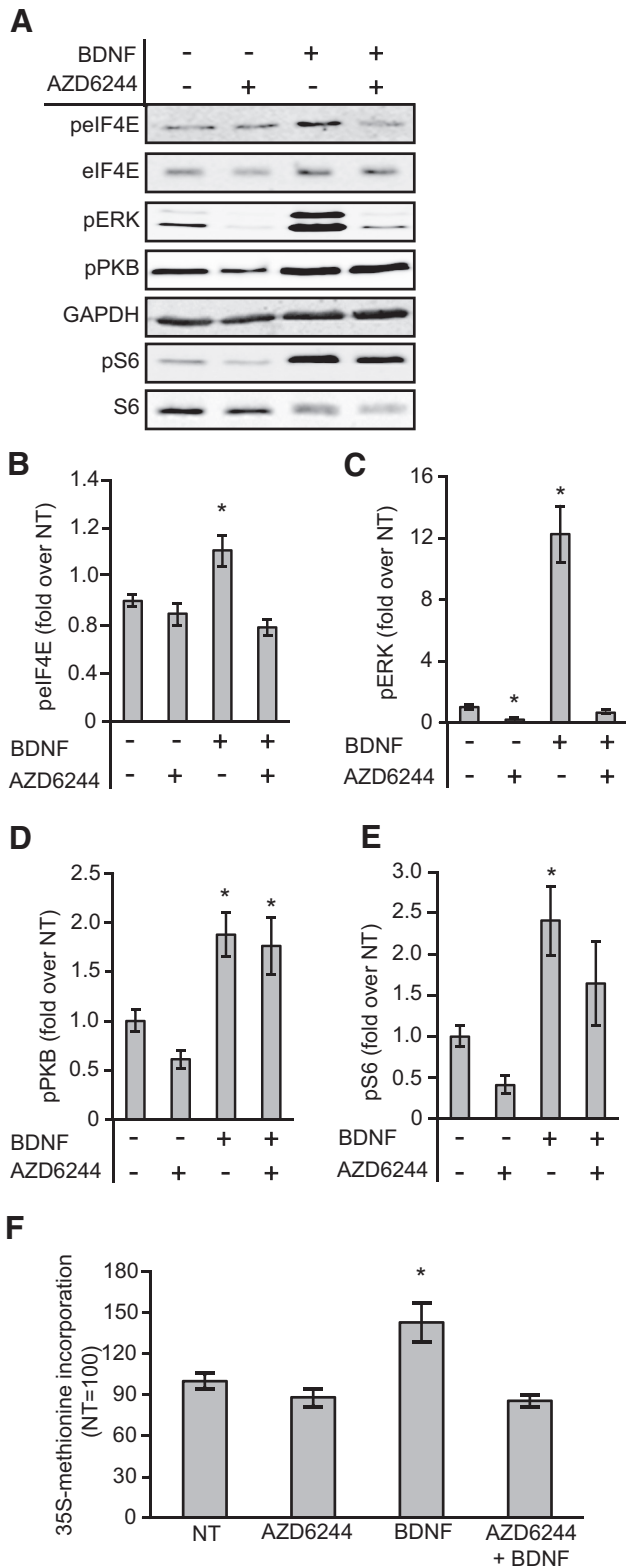 A
BDNF - - + +
AZD6244 - + - +
peIF4E
eIF4E
pERK
pPKB
GAPDH
pS6
S6
B
peIF4E (fold over NT)
1.4
1.2
1.0
0.8
0.4
0
*
BDNF - - + +
AZD6244 - + - +
C
pERK (fold over NT)
16
12
8
4
0
*
*
BDNF - - + +
AZD6244 - + - +
D
pPKB (fold over NT)
2.5
2.0
1.5
1.0
0.5
0
* *
BDNF - - + +
AZD6244 - + - +
E
pS6 (fold over NT)
3.0
2.5
2.0
1.5
1.0
0.5
0
*
BDNF - - + +
AZD6244 - + - +
F
35S-methionine incorporation
(NT=100)
180
150
120
90
60
30
0
*
NT AZD6244 BDNF AZD6244
+ BDNF